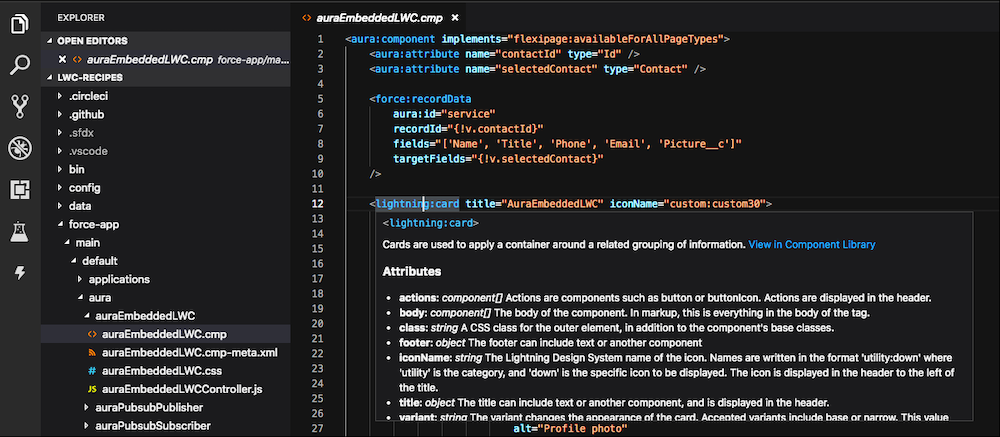 EXPLORER
OPEN EDITORS
auraEmbeddedLWC.cmp force-app/ma...
LWC-RECIPES
.circleci
.github
.sfdx
.vscode
bin
config
data
force-app
main
default
applications
aura
auraEmbeddedLWC
<> auraEmbeddedLWC.cmp
auraEmbeddedLWC.cmp-meta.xml
# auraEmbeddedLWC.css
JS auraEmbeddedLWCController.js
auraPubsubPublisher
auraPubsubSubscriber
<> auraEmbeddedLWC.cmp
1 <aura:component implements="flexipage:availableForAllPageTypes">
2 <aura:attribute name="contactId" type="Id" />
3 <aura:attribute name="selectedContact" type="Contact" />
4
5 <force:recordData
6 aura:id="service"
7 recordId="{!v.contactId}"
8 fields="['Name', 'Title', 'Phone', 'Email', 'Picture__c']"
9 targetFields="{!v.selectedContact}"
10 />
11
12 <lightning:card title="AuraEmbeddedLWC" iconName="custom:custom30">
13 <lightning:card>
14
15 Cards are used to apply a container around a related grouping of information. View in Component Library
16 Attributes
17
18 • actions: component[] Actions are components such as button or buttonIcon. Actions are displayed in the header.
19 • body: component[] The body of the component. In markup, this is everything in the body of the tag.
20 • class: string A CSS class for the outer element, in addition to the component's base classes.
21 • footer: object The footer can include text or another component
22 • iconName: string The Lightning Design System name of the icon. Names are written in the format 'utility:down' where
23 'utility' is the category, and 'down' is the specific icon to be displayed. The icon is displayed in the header to the left of
24 the title.
25 • title: object The title can include text or another component, and is displayed in the header.
26 • variant: string The variant changes the appearance of the card. Accepted variants include base or narrow. This value
27 alt="Profile photo"